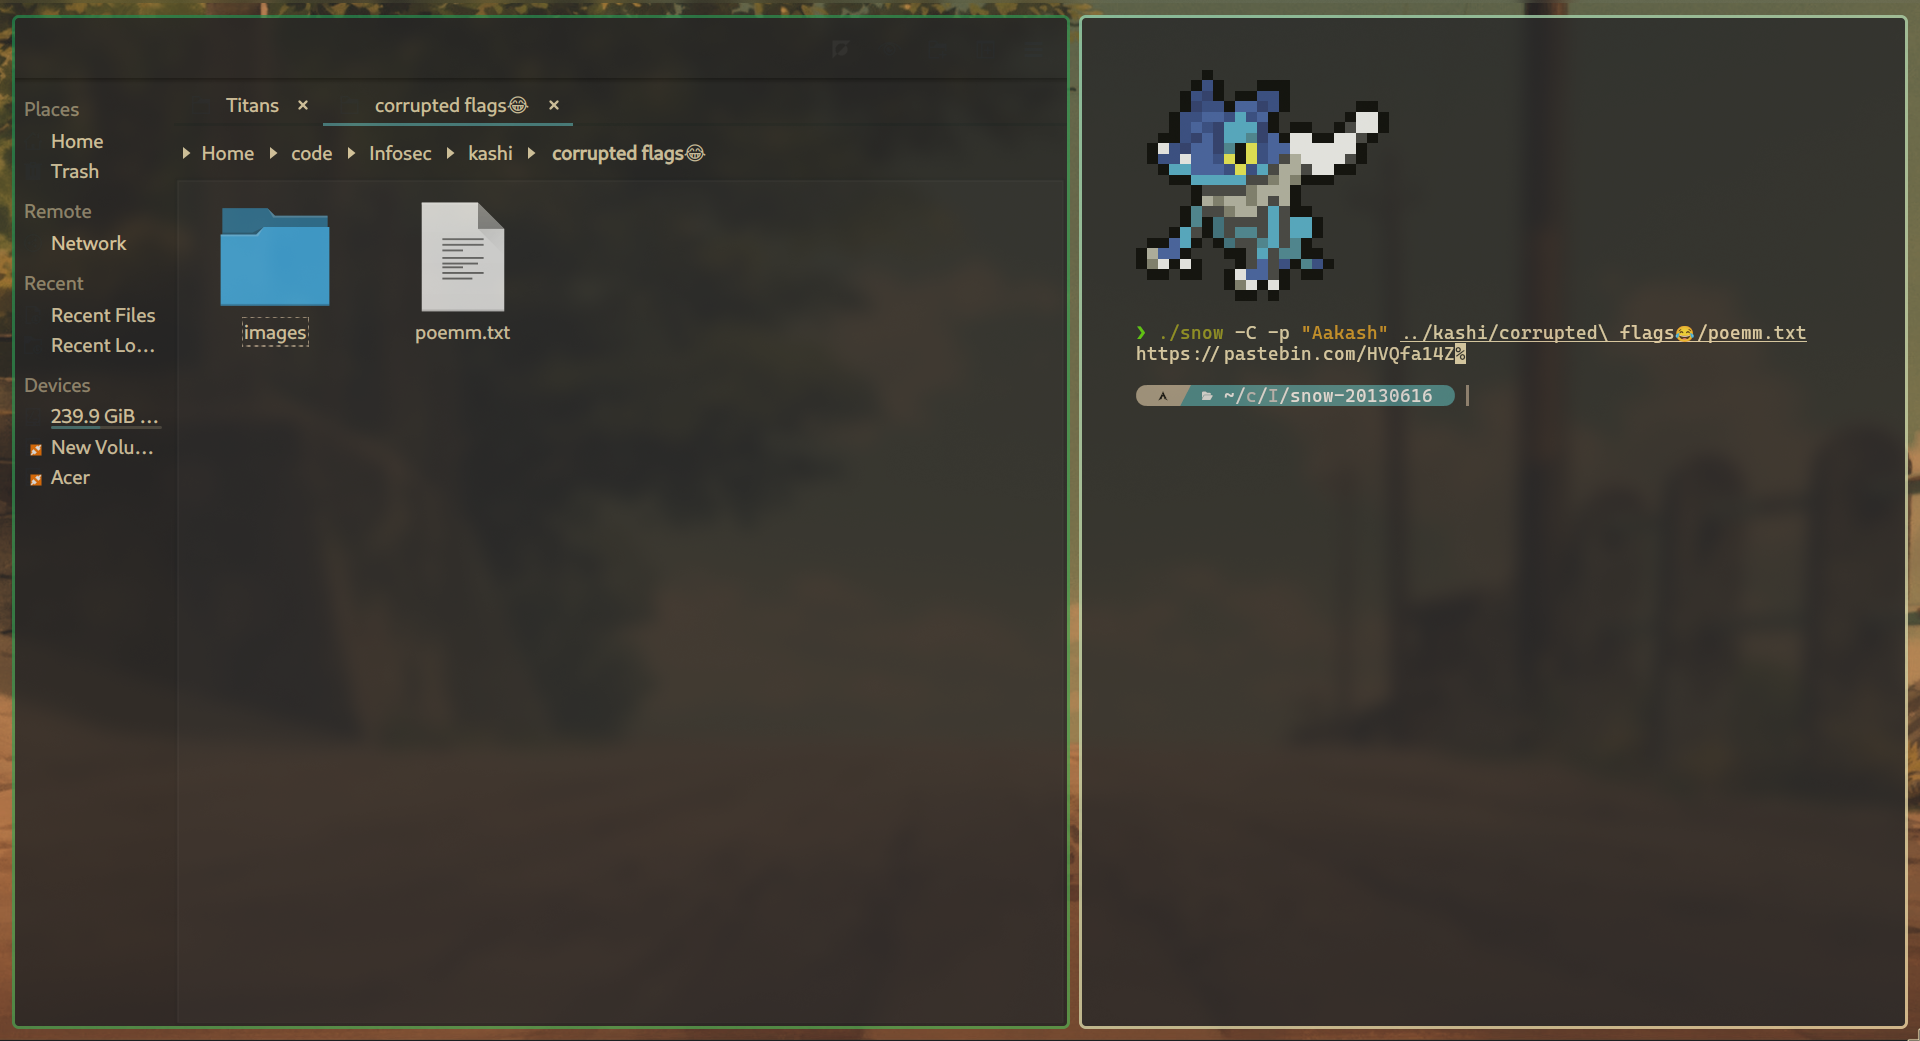 Titans ×
corrupted flags😂 ×
Home code Infosec kashi corrupted flags😂
Places
Home
Trash
Remote
Network
Recent
Recent Files
Recent Lo...
Devices
239.9 GiB ...
New Volu...
Acer
images
poemm.txt
❯ ./snow -C -p "Aakash" ../kashi/corrupted\ flags😂/poemm.txt
https://pastebin.com/HVQfa14Z%
~/c/I/snow-20130616